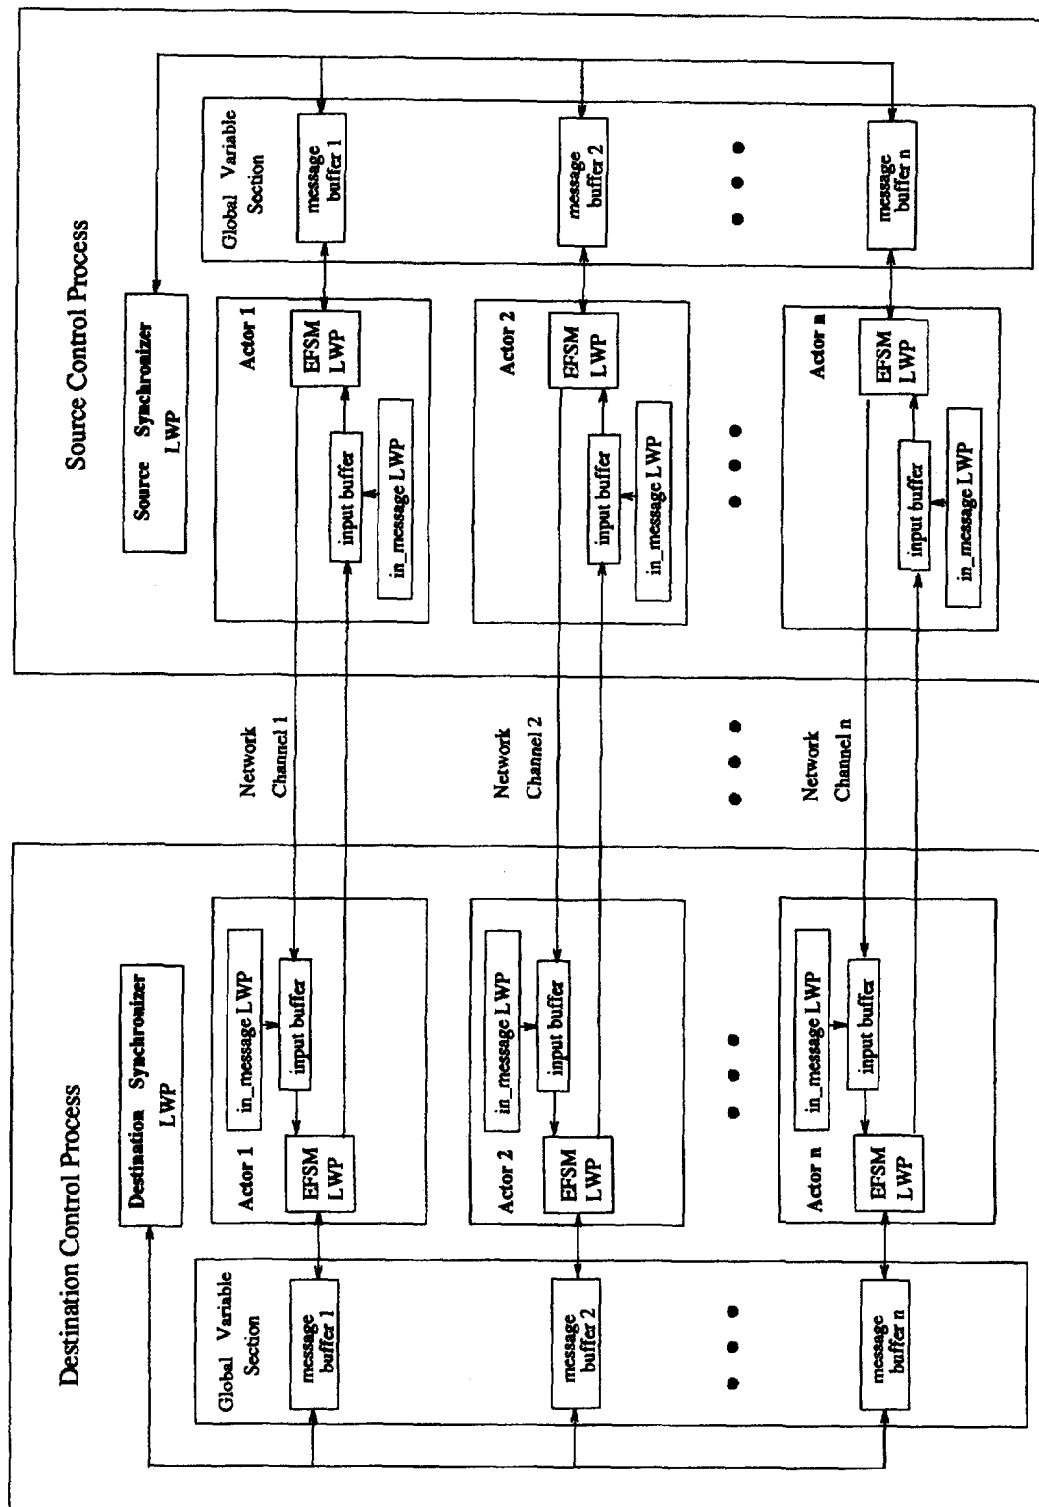 Destination Control Process
Destination Synchronizer
LWP
Global Variable
Section
message
buffer 1
Actor 1
EFSM
LWP
in_message LWP
input buffer
message
buffer 2
Actor 2
EFSM
LWP
in_message LWP
input buffer
message
buffer n
Actor n
EFSM
LWP
in_message LWP
input buffer
Network
Channel 1
Network
Channel 2
Network
Channel n
Source Control Process
Source Synchronizer
LWP
Actor 1
EFSM
LWP
input buffer
in_message LWP
Global Variable
Section
message
buffer 1
Actor 2
EFSM
LWP
input buffer
in_message LWP
message
buffer 2
Actor n
EFSM
LWP
input buffer
in_message LWP
message
buffer n